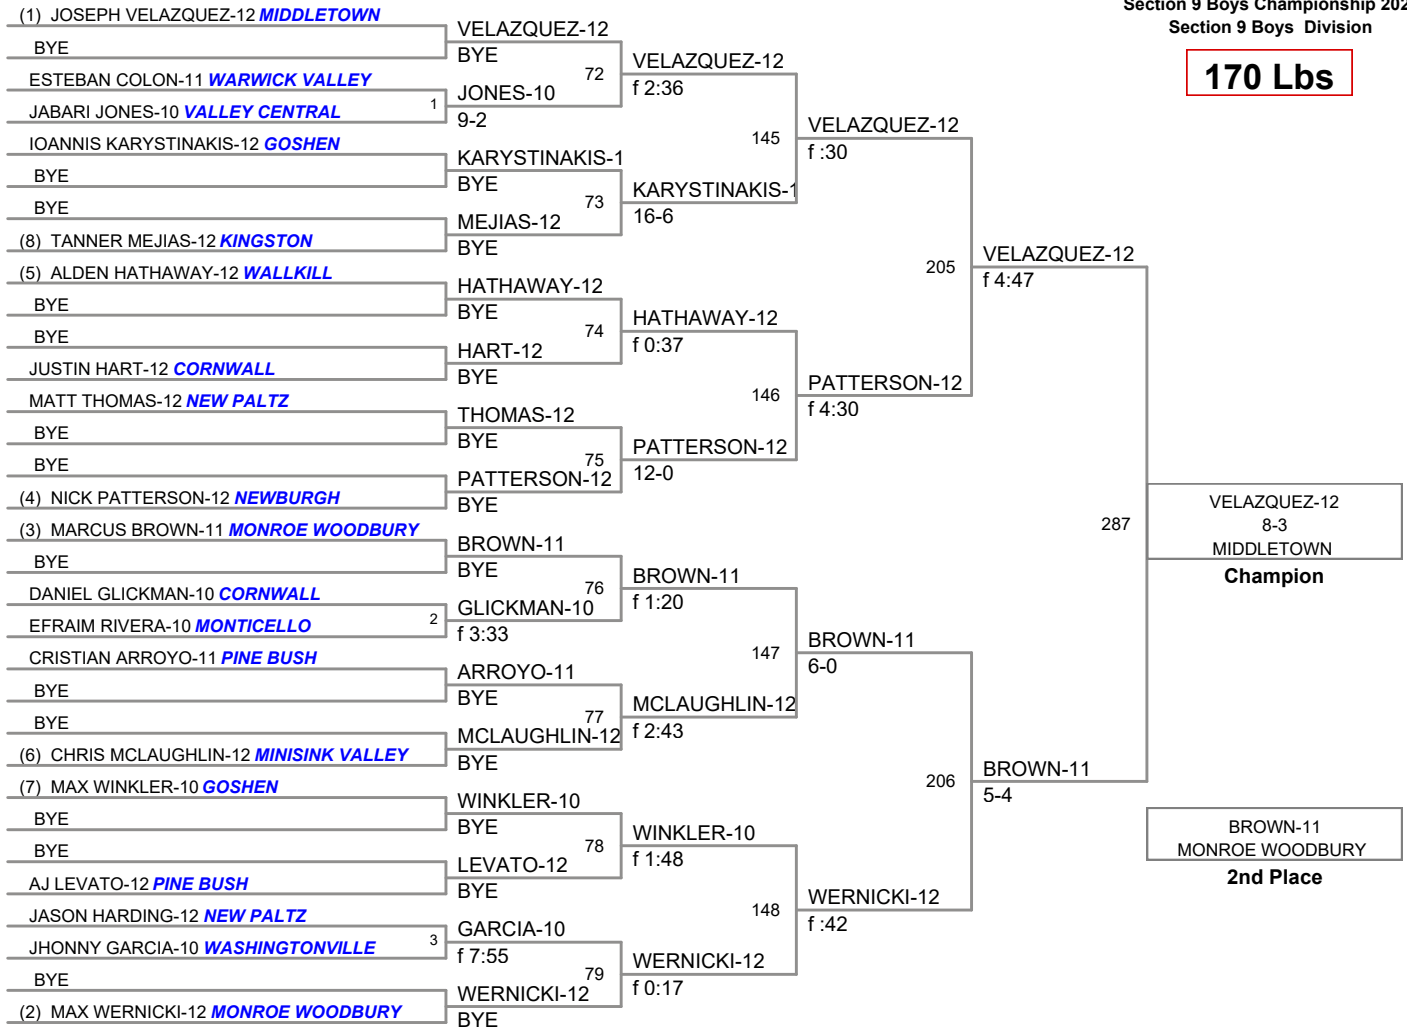 Section 9 Boys Championship 202
Section 9 Boys Division
170 Lbs
(1) JOSEPH VELAZQUEZ-12 MIDDLETOWN
BYE
ESTEBAN COLON-11 WARWICK VALLEY
JABARI JONES-10 VALLEY CENTRAL
IOANNIS KARYSTINAKIS-12 GOSHEN
BYE
BYE
(8) TANNER MEJIAS-12 KINGSTON
(5) ALDEN HATHAWAY-12 WALLKILL
BYE
BYE
JUSTIN HART-12 CORNWALL
MATT THOMAS-12 NEW PALTZ
BYE
BYE
(4) NICK PATTERSON-12 NEWBURGH
(3) MARCUS BROWN-11 MONROE WOODBURY
BYE
DANIEL GLICKMAN-10 CORNWALL
EFRAIM RIVERA-10 MONTICELLO
CRISTIAN ARROYO-11 PINE BUSH
BYE
BYE
(6) CHRIS MCLAUGHLIN-12 MINISINK VALLEY
(7) MAX WINKLER-10 GOSHEN
BYE
BYE
AJ LEVATO-12 PINE BUSH
JASON HARDING-12 NEW PALTZ
JHONNY GARCIA-10 WASHINGTONVILLE
BYE
(2) MAX WERNICKI-12 MONROE WOODBURY
1
2
3
VELAZQUEZ-12
BYE
JONES-10
9-2
KARYSTINAKIS-1
BYE
MEJIAS-12
BYE
HATHAWAY-12
BYE
HART-12
BYE
THOMAS-12
BYE
PATTERSON-12
BYE
BROWN-11
BYE
GLICKMAN-10
f 3:33
ARROYO-11
BYE
MCLAUGHLIN-12
BYE
WINKLER-10
BYE
LEVATO-12
BYE
GARCIA-10
f 7:55
WERNICKI-12
BYE
72
73
74
75
76
77
78
79
VELAZQUEZ-12
f 2:36
KARYSTINAKIS-1
16-6
HATHAWAY-12
f 0:37
PATTERSON-12
12-0
BROWN-11
f 1:20
MCLAUGHLIN-12
f 2:43
WINKLER-10
f 1:48
WERNICKI-12
f 0:17
145
146
147
148
VELAZQUEZ-12
f :30
PATTERSON-12
f 4:30
BROWN-11
6-0
WERNICKI-12
f :42
205
206
VELAZQUEZ-12
f 4:47
BROWN-11
5-4
287
VELAZQUEZ-12
8-3
MIDDLETOWN
Champion
BROWN-11
MONROE WOODBURY
2nd Place